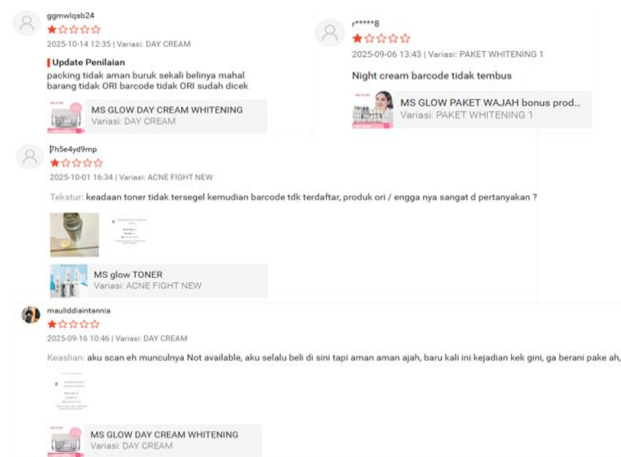 ggmwlqsb24
2025-10-14 12:35 | Variasi: DAY CREAM
Update Penilaian
packing tidak aman buruk sekali belinya mahal
barang tidak ORI barcode tidak ORI sudah dicek
MS GLOW DAY CREAM WHITENING
Variasi: DAY CREAM
r*****8
2025-09-06 13:43 | Variasi: PAKET WHITENING 1
Night cream barcode tidak tembus
MS GLOW PAKET WAJAH bonus prod...
Variasi: PAKET WHITENING 1
7h5e4yd9mp
2025-10-01 16:34 | Variasi: ACNE FIGHT NEW
Tekstur: keadaan toner tidak tersegel kemudian barcode tdk terdaftar, produk ori / engga nya sangat d pertanyakan ?
MS glow TONER
Variasi: ACNE FIGHT NEW
mauliddiaintannia
2025-09-16 10:46 | Variasi: DAY CREAM
Keaslian: aku scan eh munculnya Not available, aku selalu beli di sini tapi aman aman ajah, baru kali ini kejadian kek gini, ga berani pake ah,
MS GLOW DAY CREAM WHITENING
Variasi: DAY CREAM